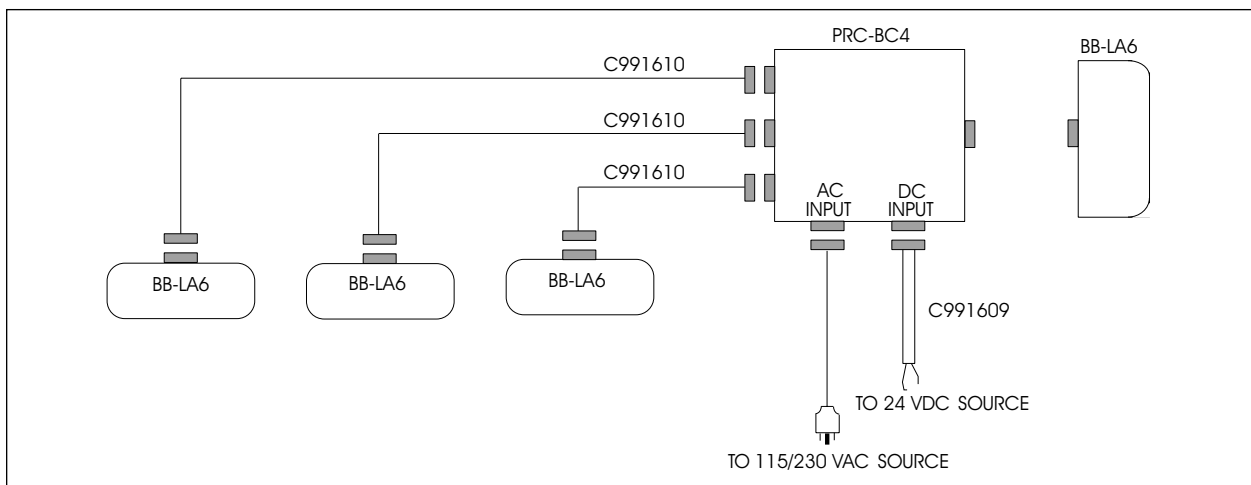 PRC-BC4
BB-LA6
C991610
C991610
C991610
AC
INPUT
DC
INPUT
BB-LA6
BB-LA6
BB-LA6
C991609
TO 24 VDC SOURCE
TO 115/230 VAC SOURCE